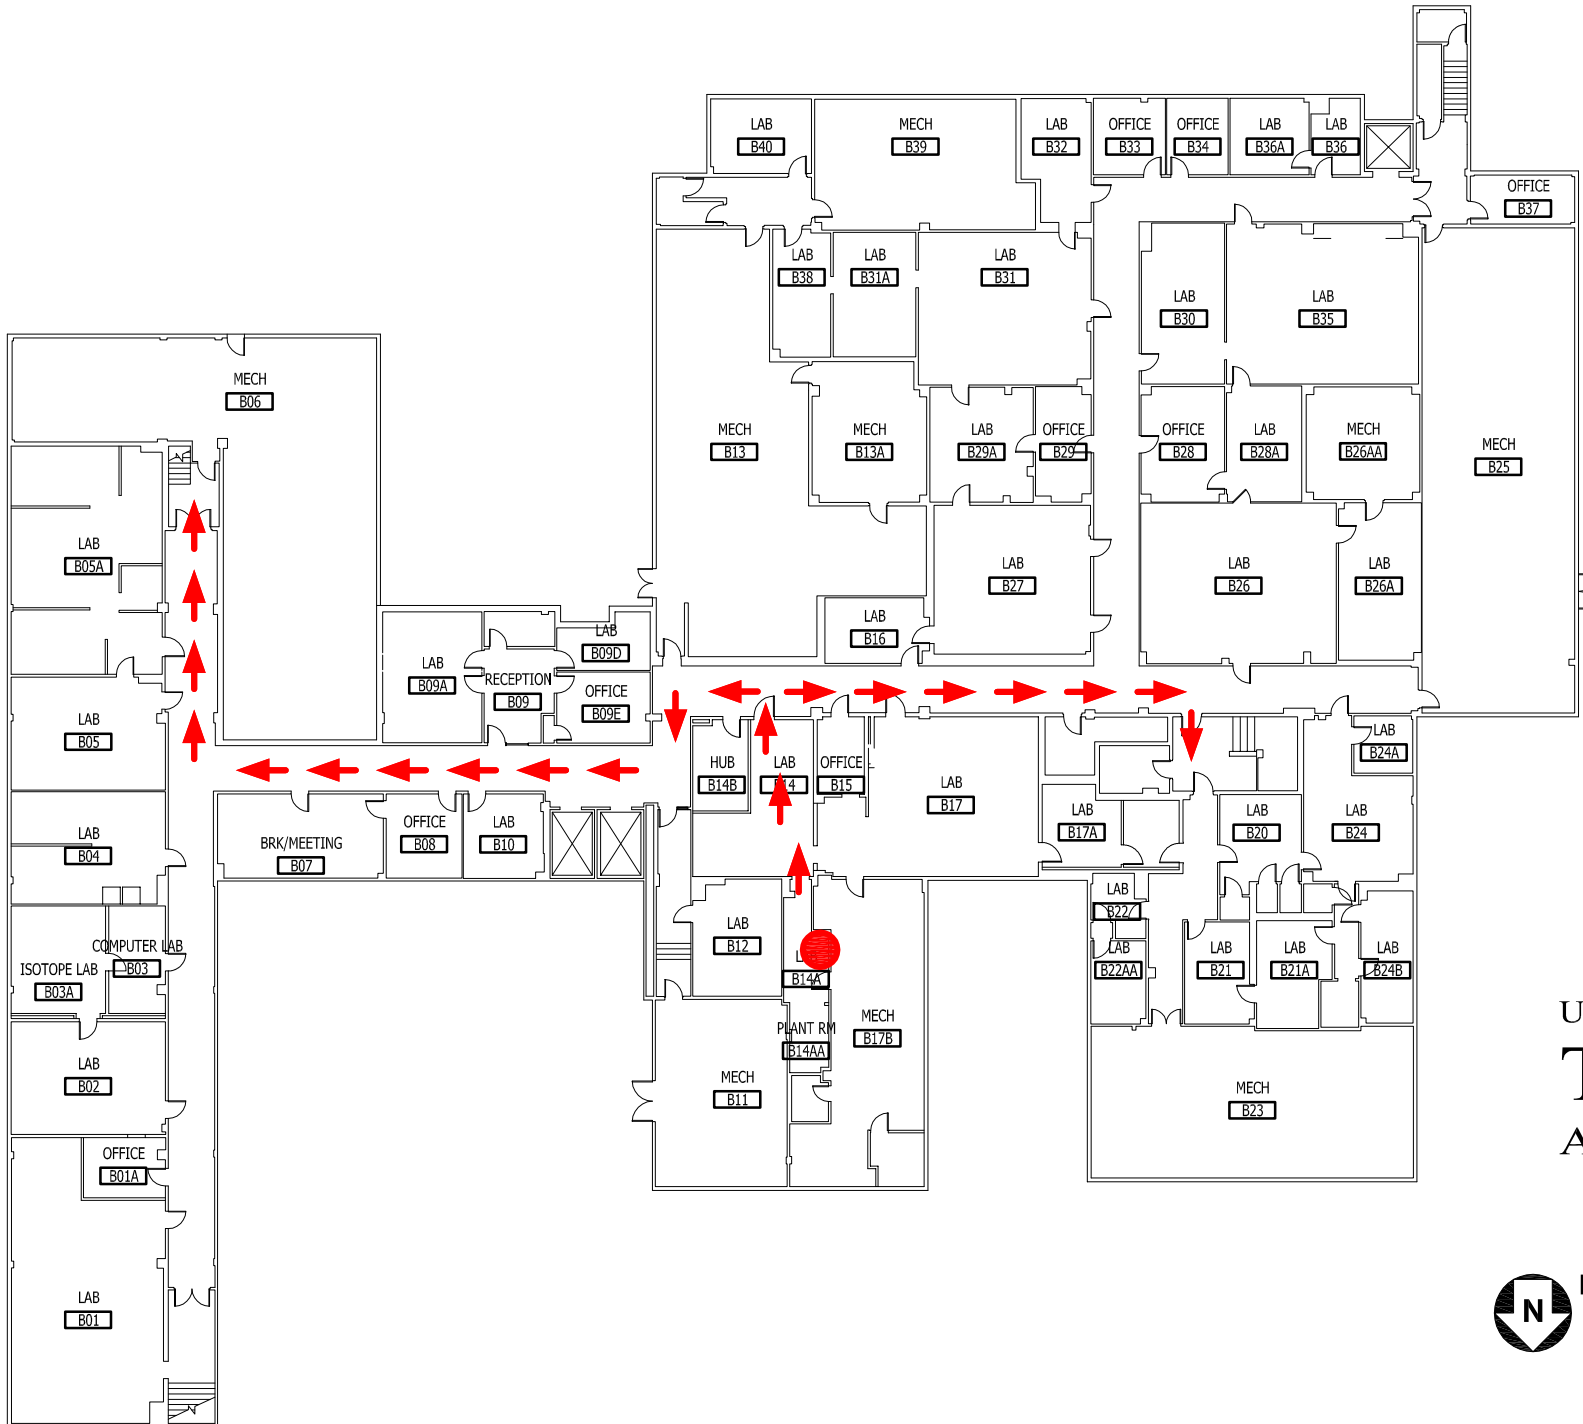 LAB
B40
MECH
B39
LAB
B32
OFFICE
B33
OFFICE
B34
LAB
B36A
LAB
B36
OFFICE
B37
LAB
B38
LAB
B31A
LAB
B31
LAB
B30
LAB
B35
MECH
B06
MECH
B13
MECH
B13A
LAB
B29A
OFFICE
B29
OFFICE
B28
LAB
B28A
MECH
B26AA
MECH
B25
LAB
B05A
LAB
B27
LAB
B26
LAB
B26A
LAB
B16
LAB
B09D
LAB
B09A
RECEPTION
B09
OFFICE
B09E
LAB
B05
HUB
B14B
LAB
B14
OFFICE
B15
LAB
B17
LAB
B24A
LAB
B17A
LAB
B20
LAB
B24
LAB
B04
BRK/MEETING
B07
OFFICE
B08
LAB
B10
COMPUTER LAB
B03
ISOTOPE LAB
B03A
LAB
B12
B14A
LAB
B22
LAB
B22AA
LAB
B21
LAB
B21A
LAB
B24B
PLANT RM
B14AA
MECH
B17B
LAB
B02
MECH
B11
MECH
B23
OFFICE
B01A
LAB
B01
U
T
A
N